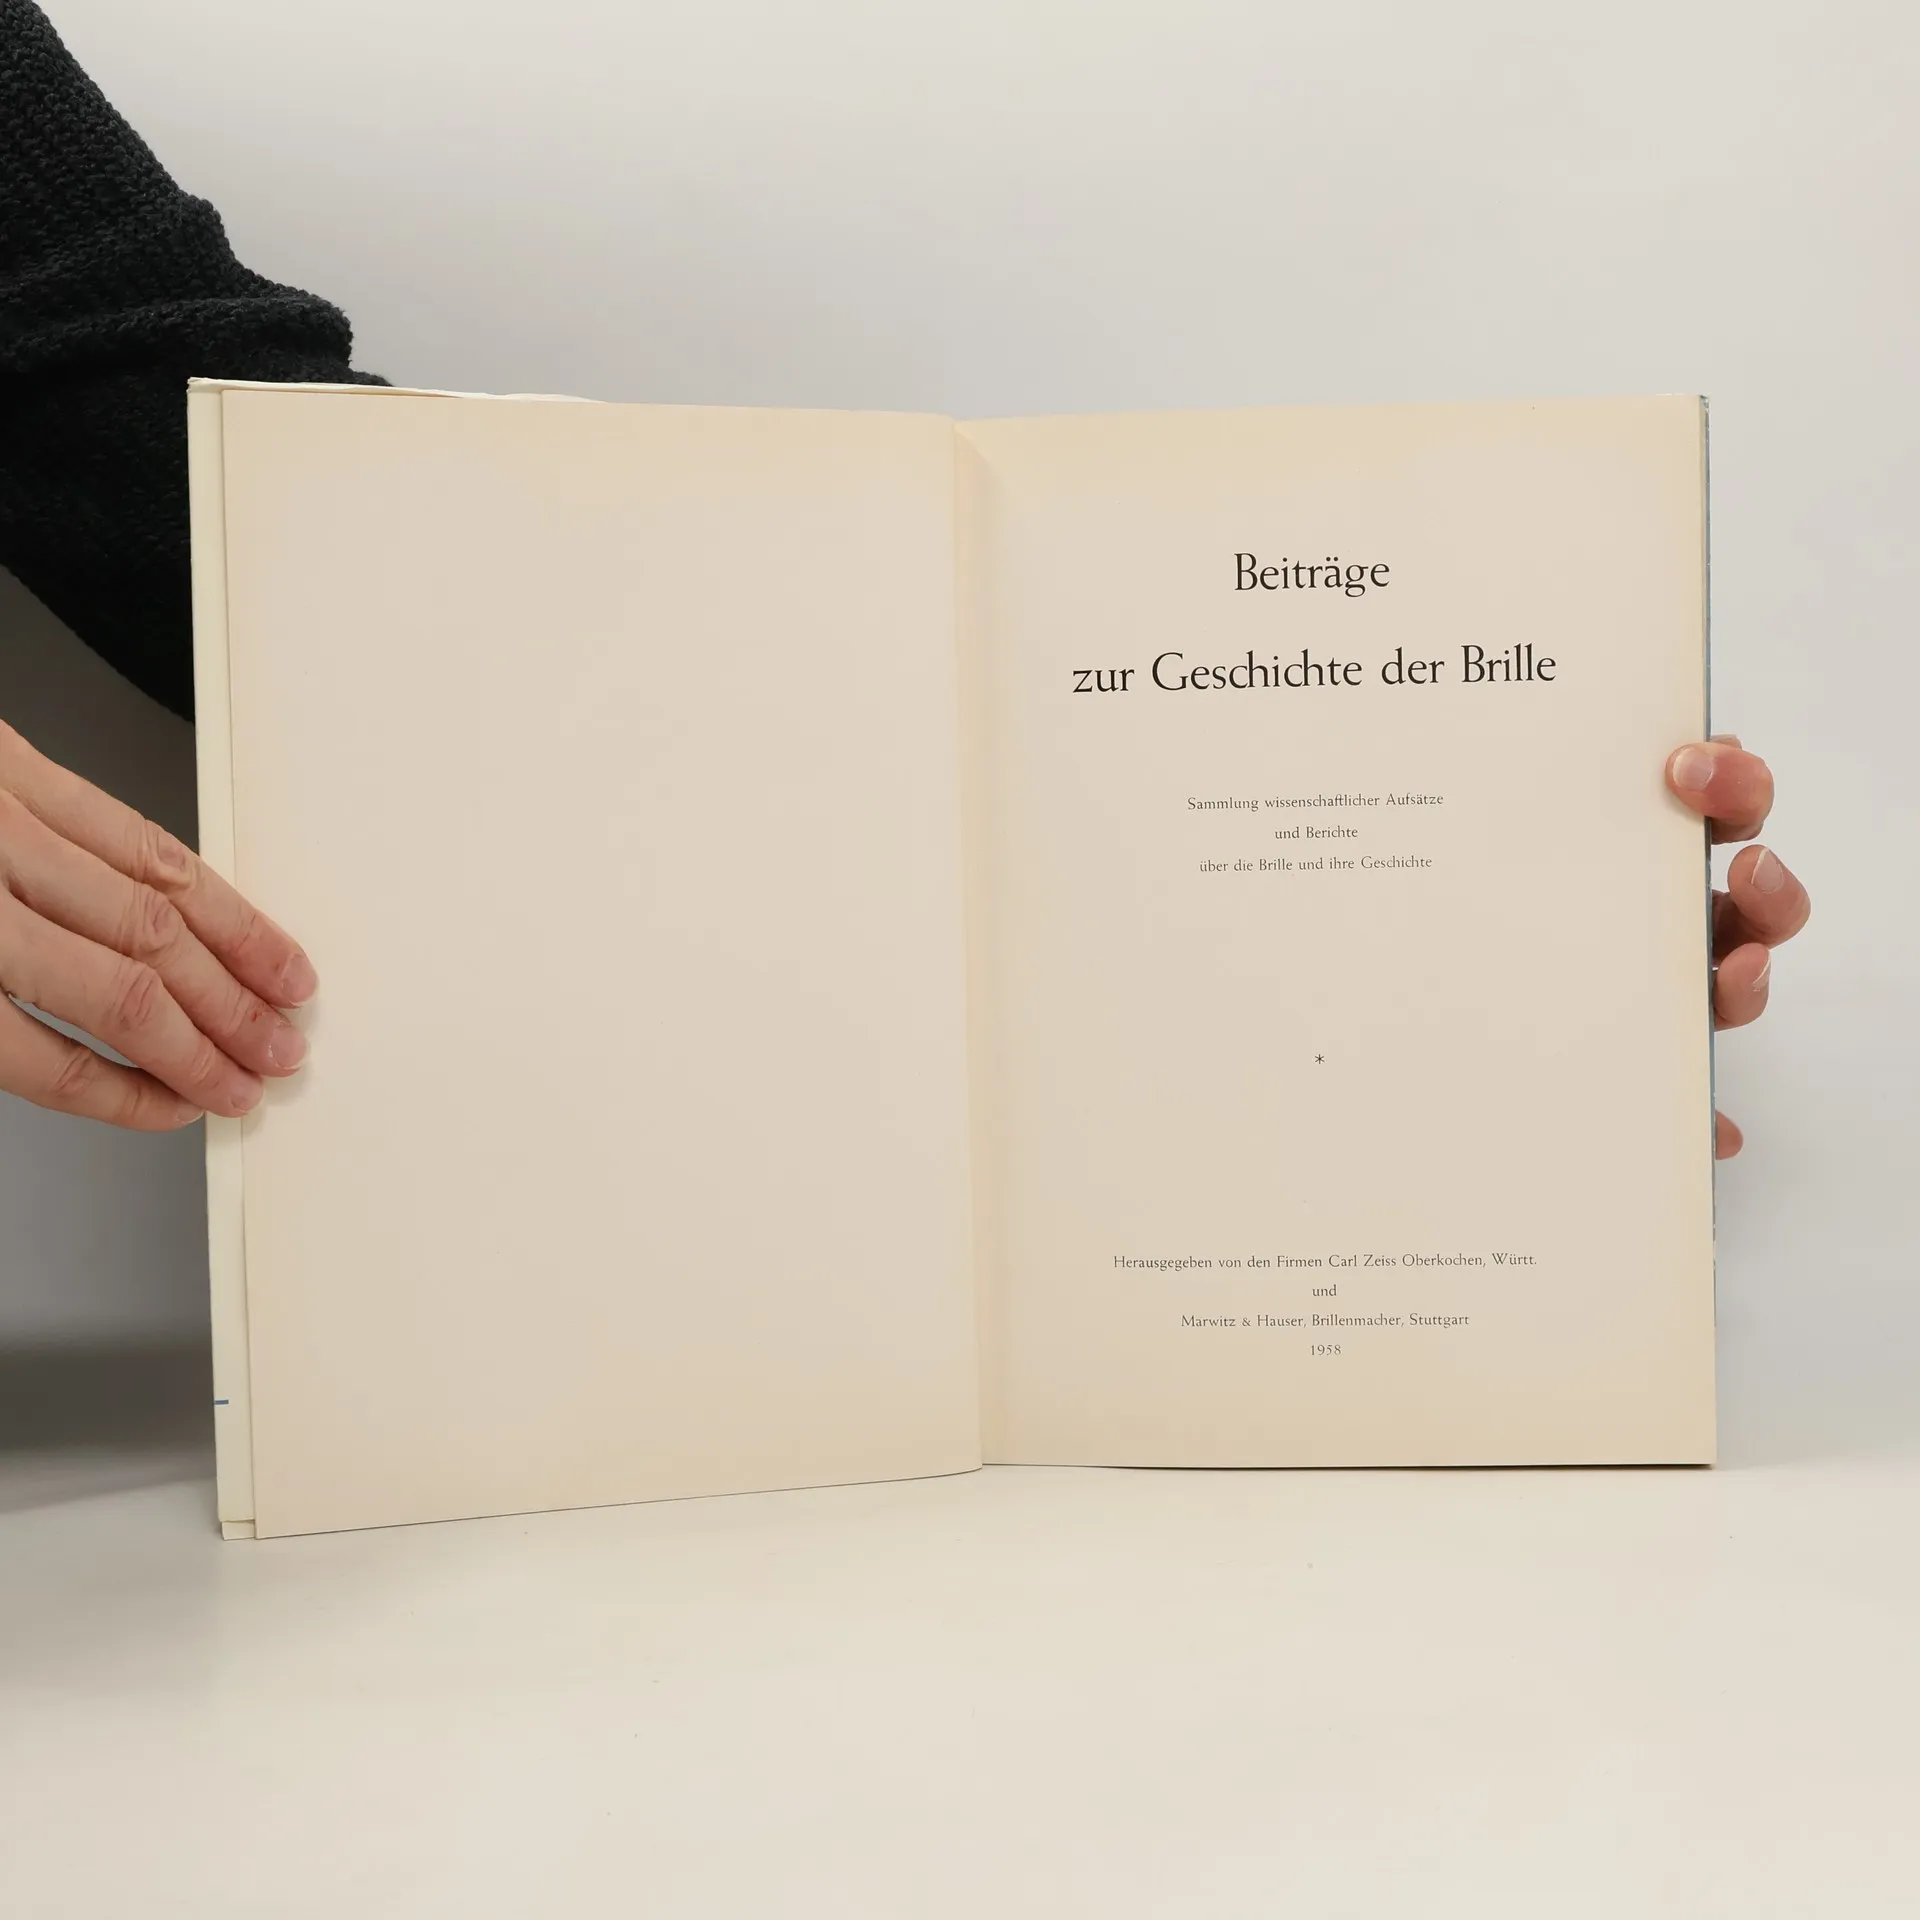 Beiträge
zur Geschichte der Brille
Sammlung wissenschaftlicher Aufsätze
und Berichte
über die Brille und ihre Geschichte
*
Herausgegeben von den Firmen Carl Zeiss Oberkochen, Württ.
und
Marwitz & Hauser, Brillenmacher, Stuttgart
1958